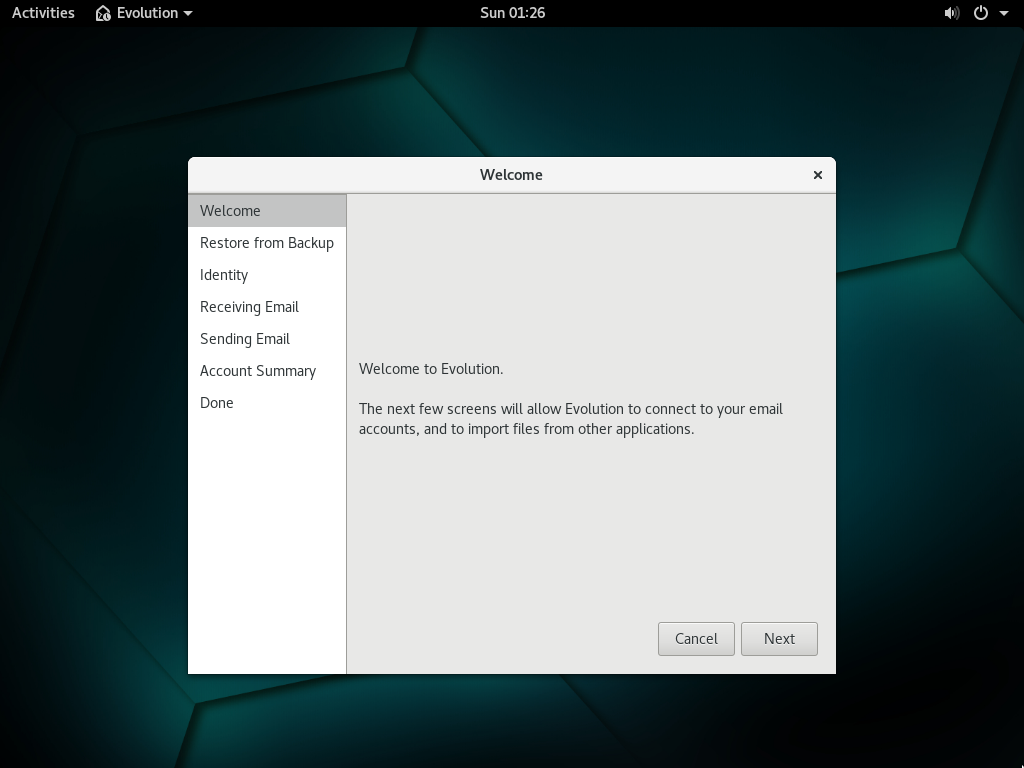 Activities Evolution Sun 01:26
Welcome
Welcome
Restore from Backup
Identity
Receiving Email
Sending Email
Account Summary
Done
Welcome to Evolution.
The next few screens will allow Evolution to connect to your email
accounts, and to import files from other applications.
Cancel Next